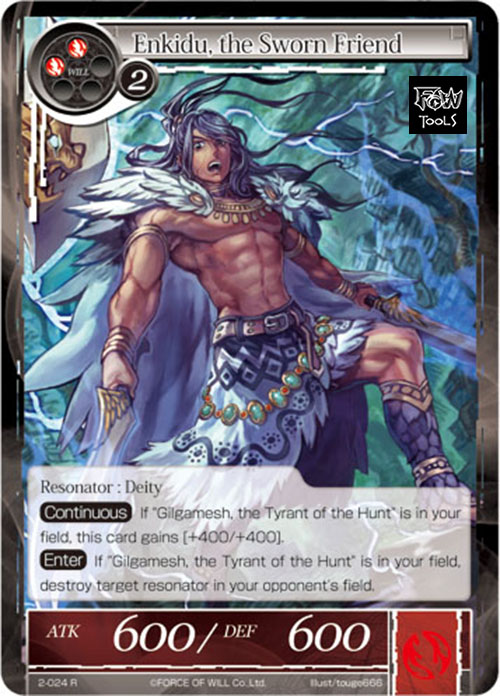 Enkidu, the Sworn Friend
WILL
2
FOW
TOOLS
Resonator : Deity
Continuous If "Gilgamesh, the Tyrant of the Hunt" is in your
field, this card gains [+400/+400].
Enter If "Gilgamesh, the Tyrant of the Hunt" is in your field,
destroy target resonator in your opponent's field.
ATK 600 / DEF 600
2-024 R ©FORCE OF WILL Co.,Ltd. Illust/touge666